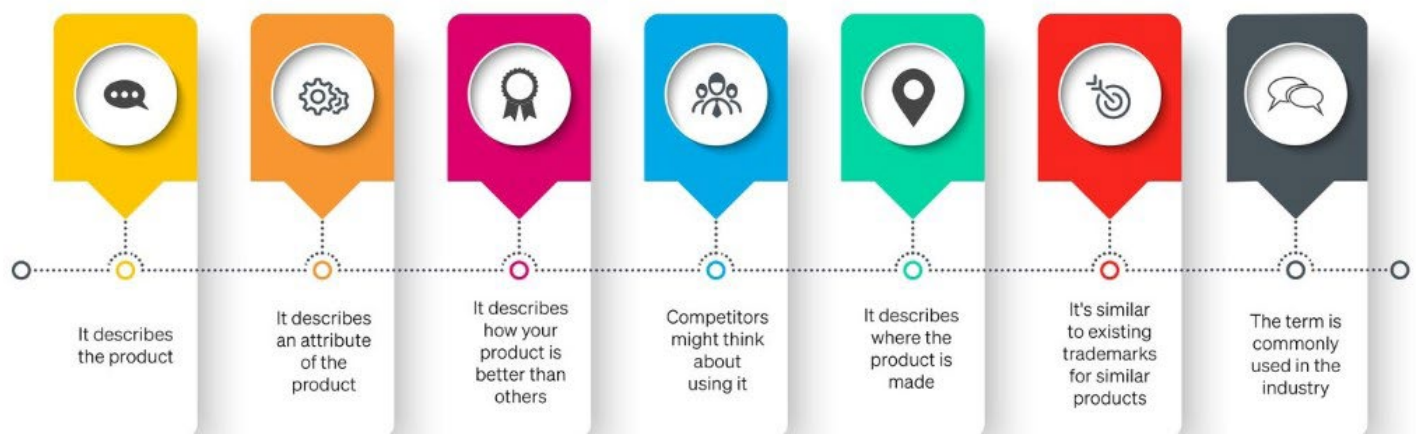 It describes
the product
It describes
an attribute
of the
product
It describes
how your
product is
better than
others
Competitors
might think
about
using it
It describes
where the
product is
made
It's similar
to existing
trademarks
for similar
products
The term is
commonly
used in the
industry